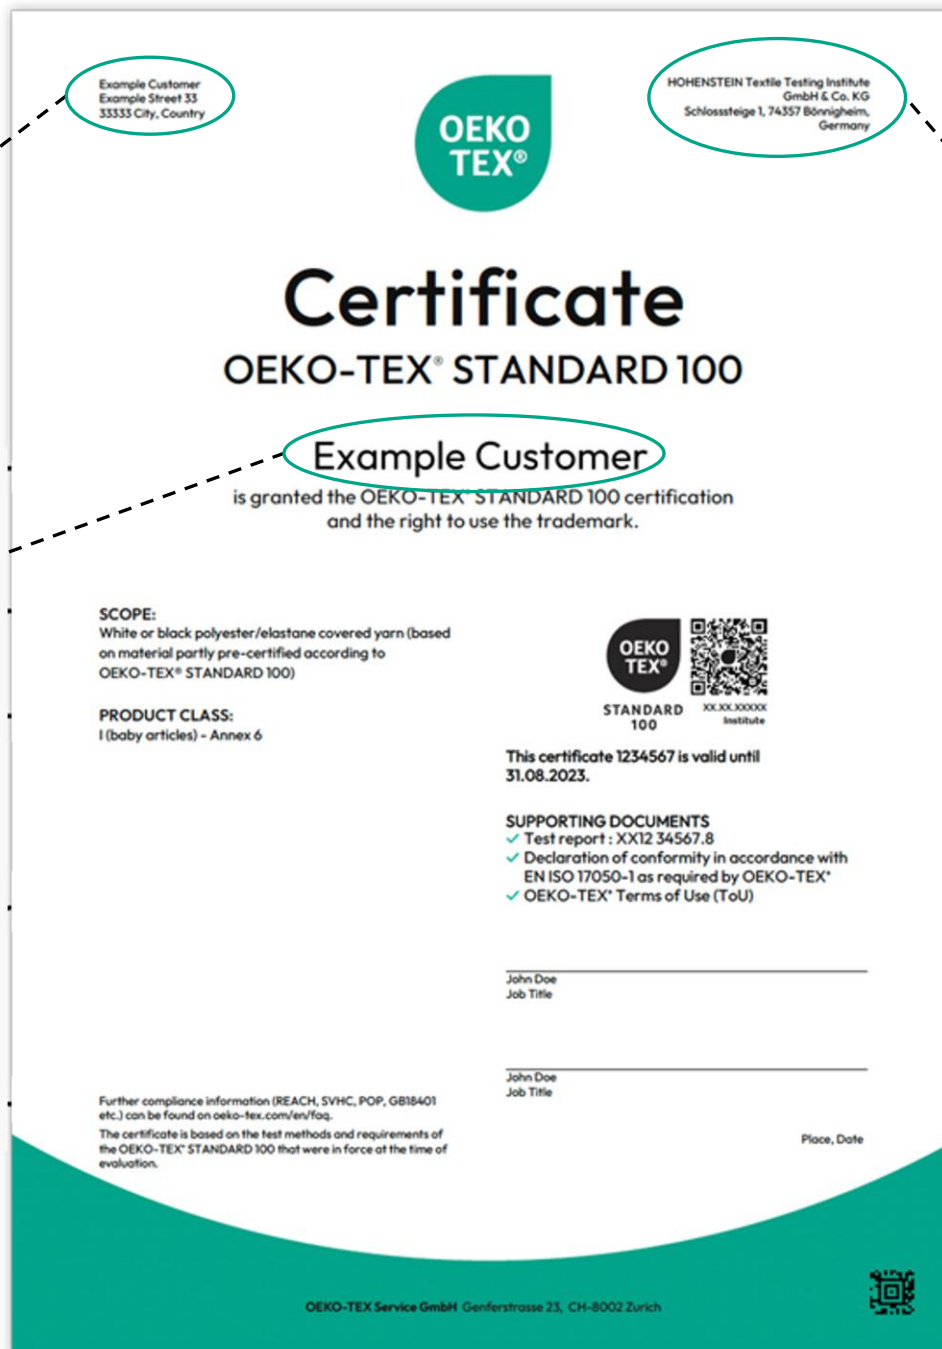 Example Customer
Example Street 33
33333 City, Country
OEKO
TEX®
HOHENSTEIN Textile Testing Institute
GmbH & Co. KG
Schlosssteige 1, 74357 Bönnigheim,
Germany
Certificate
OEKO-TEX® STANDARD 100
Example Customer
is granted the OEKO-TEX® STANDARD 100 certification
and the right to use the trademark.
SCOPE:
White or black polyester/elastane covered yarn (based
on material partly pre-certified according to
OEKO-TEX® STANDARD 100)
PRODUCT CLASS:
I (baby articles) - Annex 6
OEKO
TEX®
STANDARD
100
XX.XX.XXXXX
Institute
This certificate 1234567 is valid until
31.08.2023.
SUPPORTING DOCUMENTS
✓ Test report : XX12 34567.8
✓ Declaration of conformity in accordance with
EN ISO 17050-1 as required by OEKO-TEX®
✓ OEKO-TEX® Terms of Use (ToU)
John Doe
Job Title
John Doe
Job Title
Further compliance information (REACH, SVHC, POP, GB18401
etc.) can be found on oeko-tex.com/en/faq.
The certificate is based on the test methods and requirements of
the OEKO-TEX® STANDARD 100 that were in force at the time of
evaluation.
Place, Date
OEKO-TEX Service GmbH Genferstrasse 23, CH-8002 Zurich